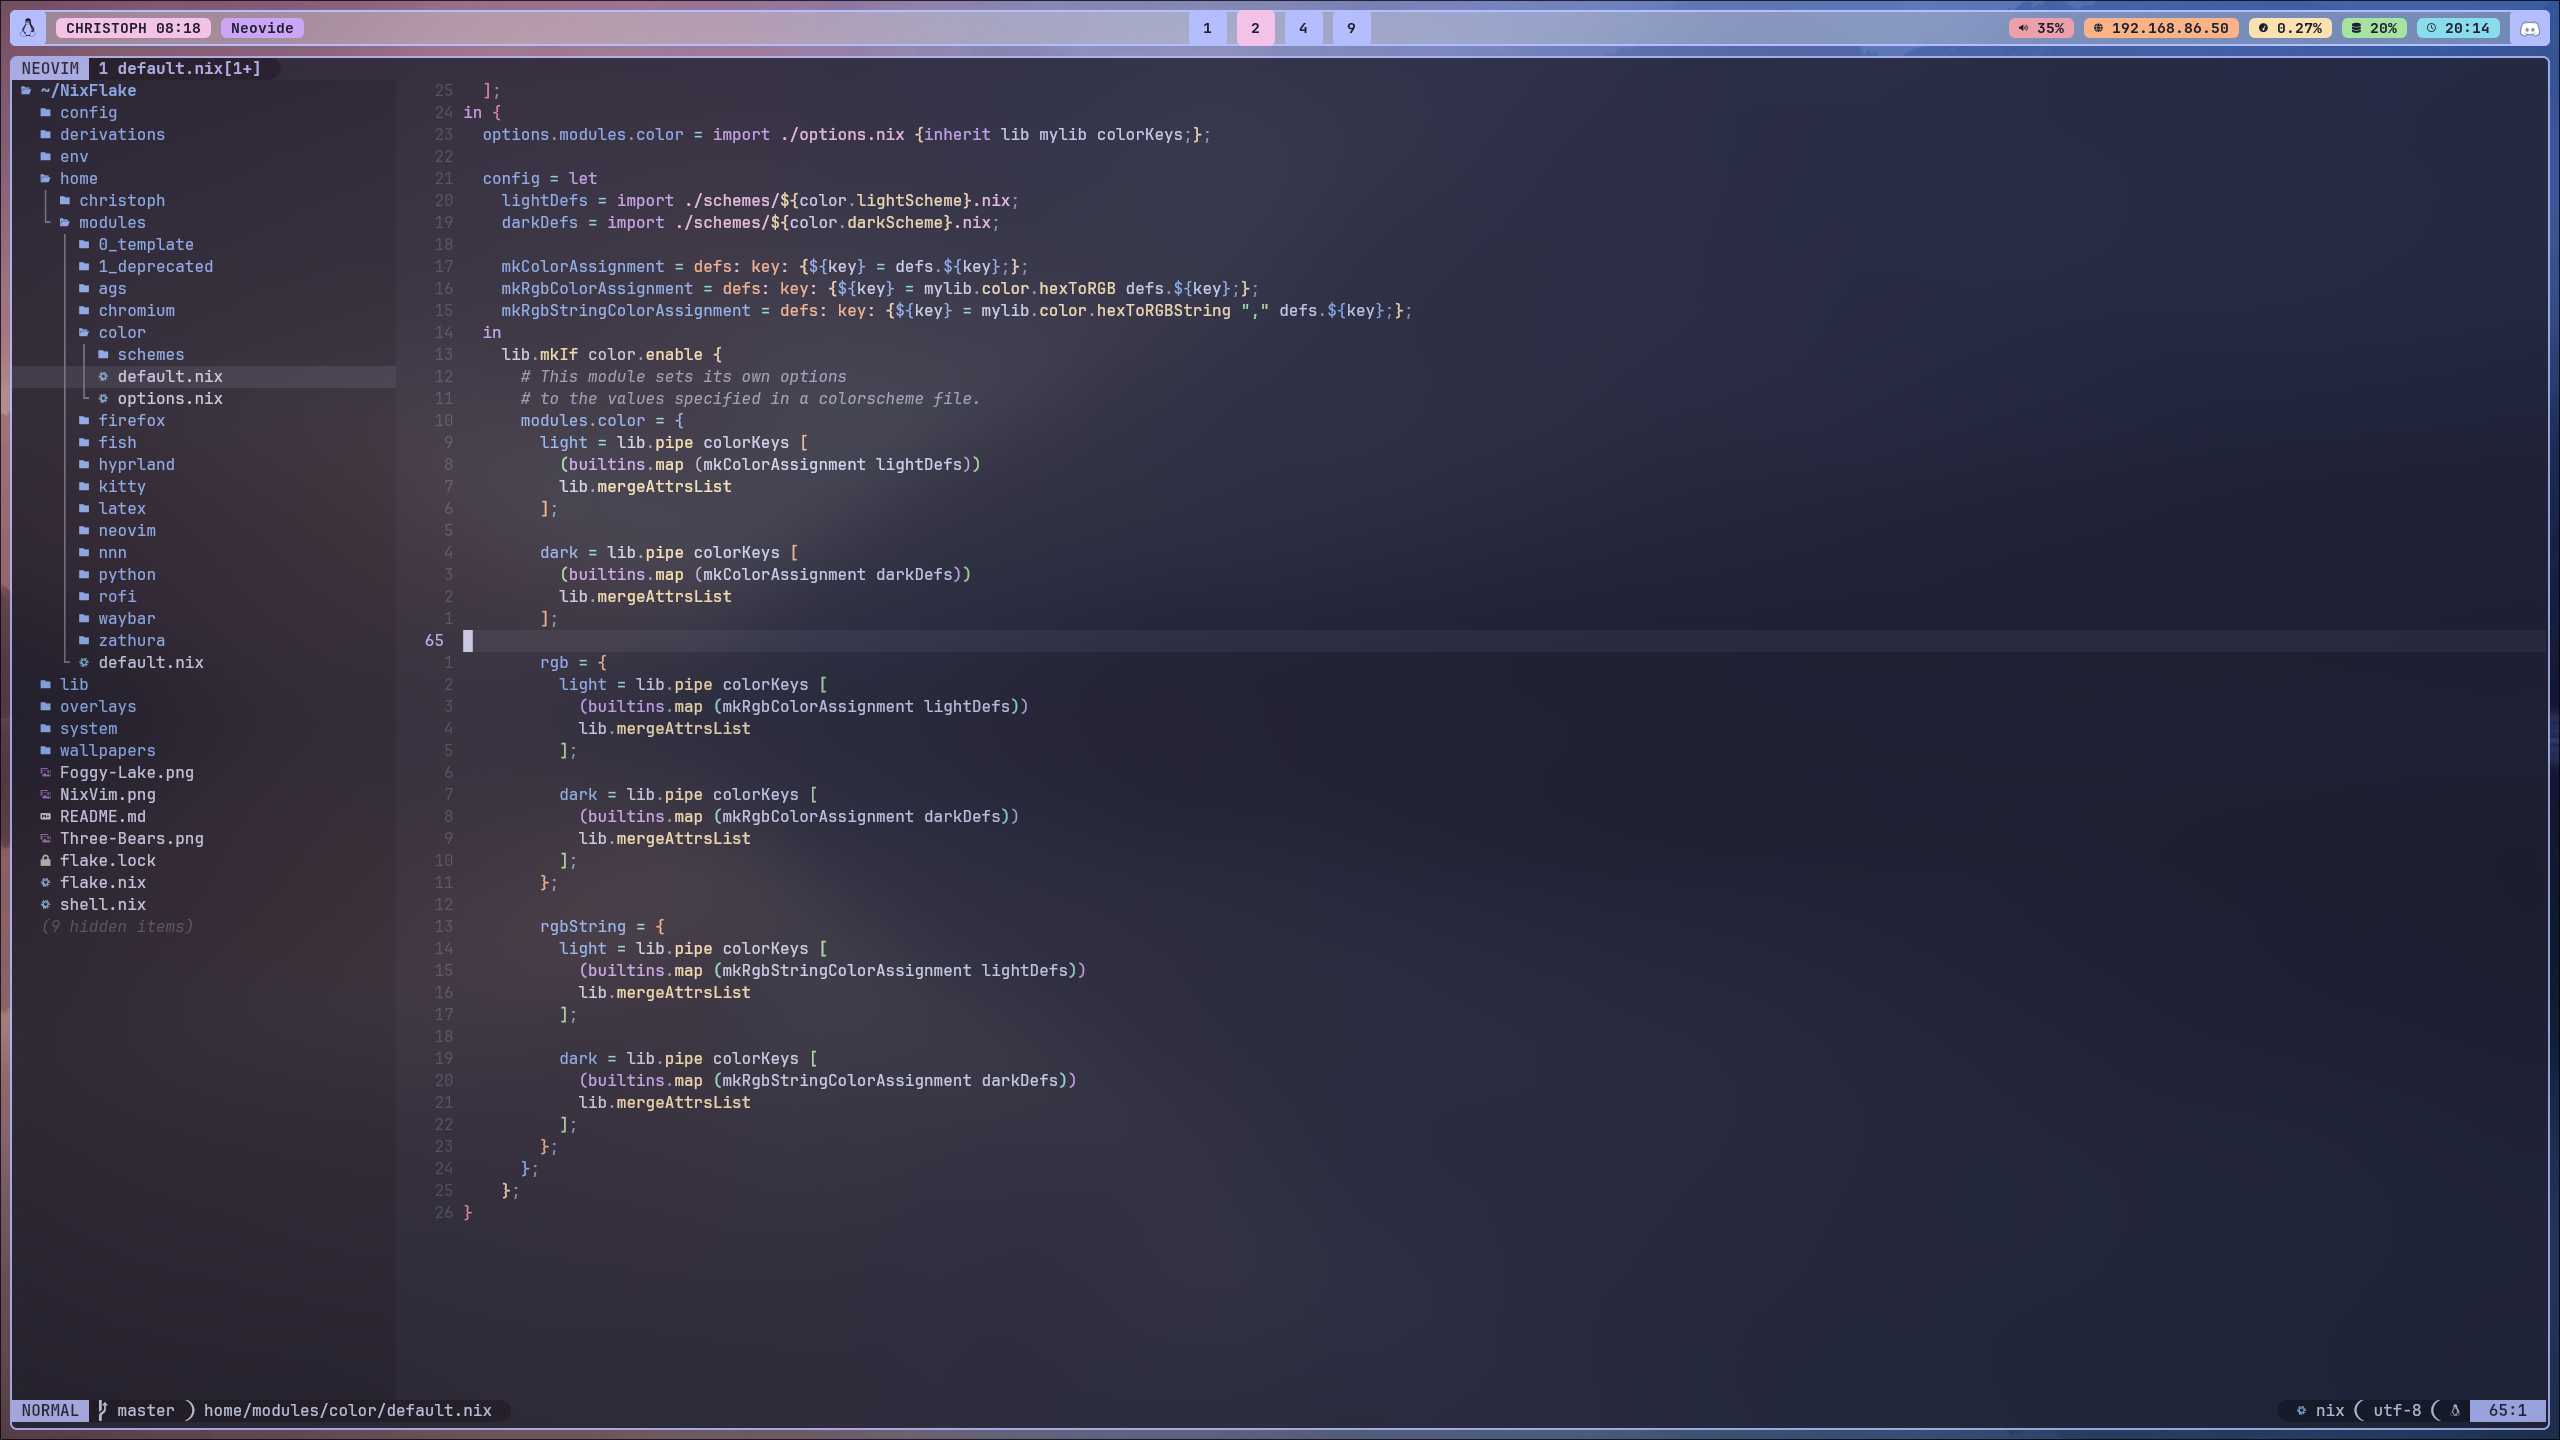 CHRISTOPH 08:18 Neovide 1 2 4 9 35% 192.168.86.50 0.27% 20% 20:14
NEOVIM 1 default.nix[1+]
~/NixFlake
config
derivations
env
home
christoph
modules
0_template
1_deprecated
ags
chromium
color
schemes
default.nix
options.nix
firefox
fish
hyprland
kitty
latex
neovim
nnn
python
rofi
waybar
zathura
default.nix
lib
overlays
system
wallpapers
Foggy-Lake.png
NixVim.png
README.md
Three-Bears.png
flake.lock
flake.nix
shell.nix
(9 hidden items)
25   ];
24 in {
23   options.modules.color = import ./options.nix {inherit lib mylib colorKeys;};
22
21   config = let
20     lightDefs = import ./schemes/${color.lightScheme}.nix;
19     darkDefs = import ./schemes/${color.darkScheme}.nix;
18
17     mkColorAssignment = defs: key: {${key} = defs.${key};};
16     mkRgbColorAssignment = defs: key: {${key} = mylib.color.hexToRGB defs.${key};};
15     mkRgbStringColorAssignment = defs: key: {${key} = mylib.color.hexToRGBString "," defs.${key};};
14   in
13     lib.mkIf color.enable {
12       # This module sets its own options
11       # to the values specified in a colorscheme file.
10       modules.color = {
9         light = lib.pipe colorKeys [
8           (builtins.map (mkColorAssignment lightDefs))
7           lib.mergeAttrsList
6         ];
5
4         dark = lib.pipe colorKeys [
3           (builtins.map (mkColorAssignment darkDefs))
2           lib.mergeAttrsList
1         ];
65
1         rgb = {
2           light = lib.pipe colorKeys [
3             (builtins.map (mkRgbColorAssignment lightDefs))
4             lib.mergeAttrsList
5           ];
6
7           dark = lib.pipe colorKeys [
8             (builtins.map (mkRgbColorAssignment darkDefs))
9             lib.mergeAttrsList
10           ];
11         };
12
13         rgbString = {
14           light = lib.pipe colorKeys [
15             (builtins.map (mkRgbStringColorAssignment lightDefs))
16             lib.mergeAttrsList
17           ];
18
19           dark = lib.pipe colorKeys [
20             (builtins.map (mkRgbStringColorAssignment darkDefs))
21             lib.mergeAttrsList
22           ];
23         };
24       };
25     };
26 }
NORMAL master home/modules/color/default.nix nix utf-8 65:1